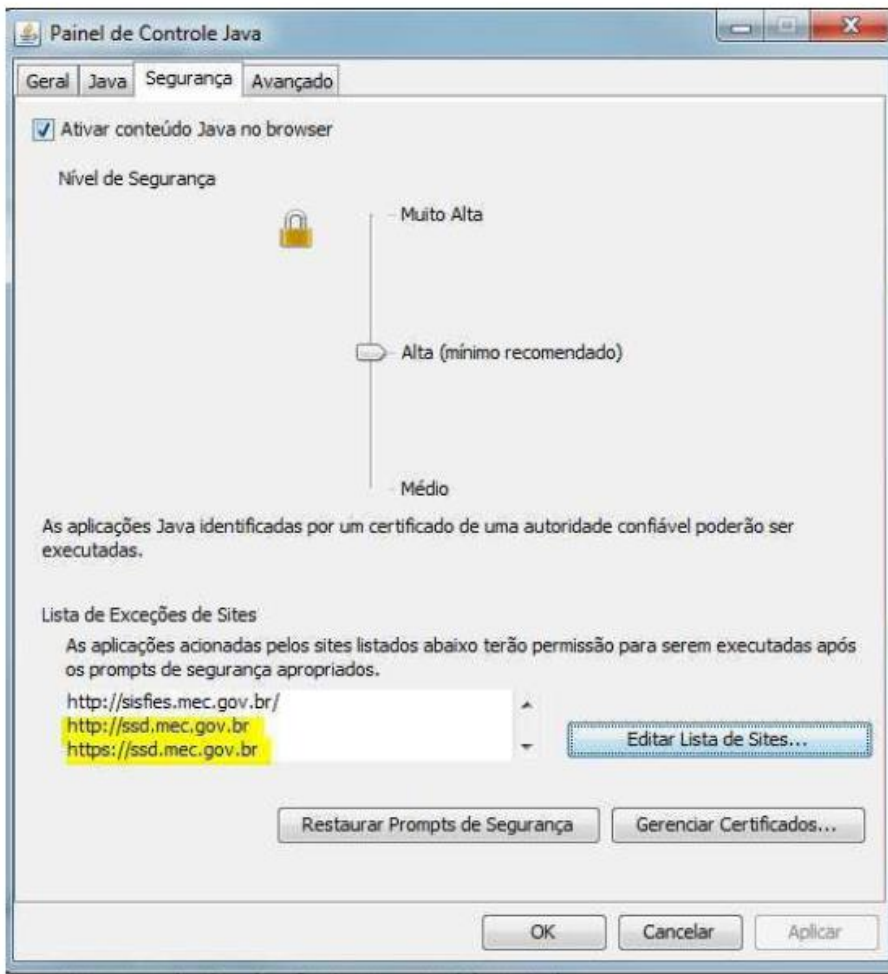 Painel de Controle Java
Geral Java Segurança Avançado
Ativar conteúdo Java no browser
Nível de Segurança
Muito Alta
Alta (mínimo recomendado)
Médio
As aplicações Java identificadas por um certificado de uma autoridade confiável poderão ser
executadas.
Lista de Exceções de Sites
As aplicações acionadas pelos sites listados abaixo terão permissão para serem executadas após
os prompts de segurança apropriados.
http://sisfies.mec.gov.br/
http://ssd.mec.gov.br
https://ssd.mec.gov.br
Editar Lista de Sites...
Restaurar Prompts de Segurança Gerenciar Certificados...
OK Cancelar Aplicar